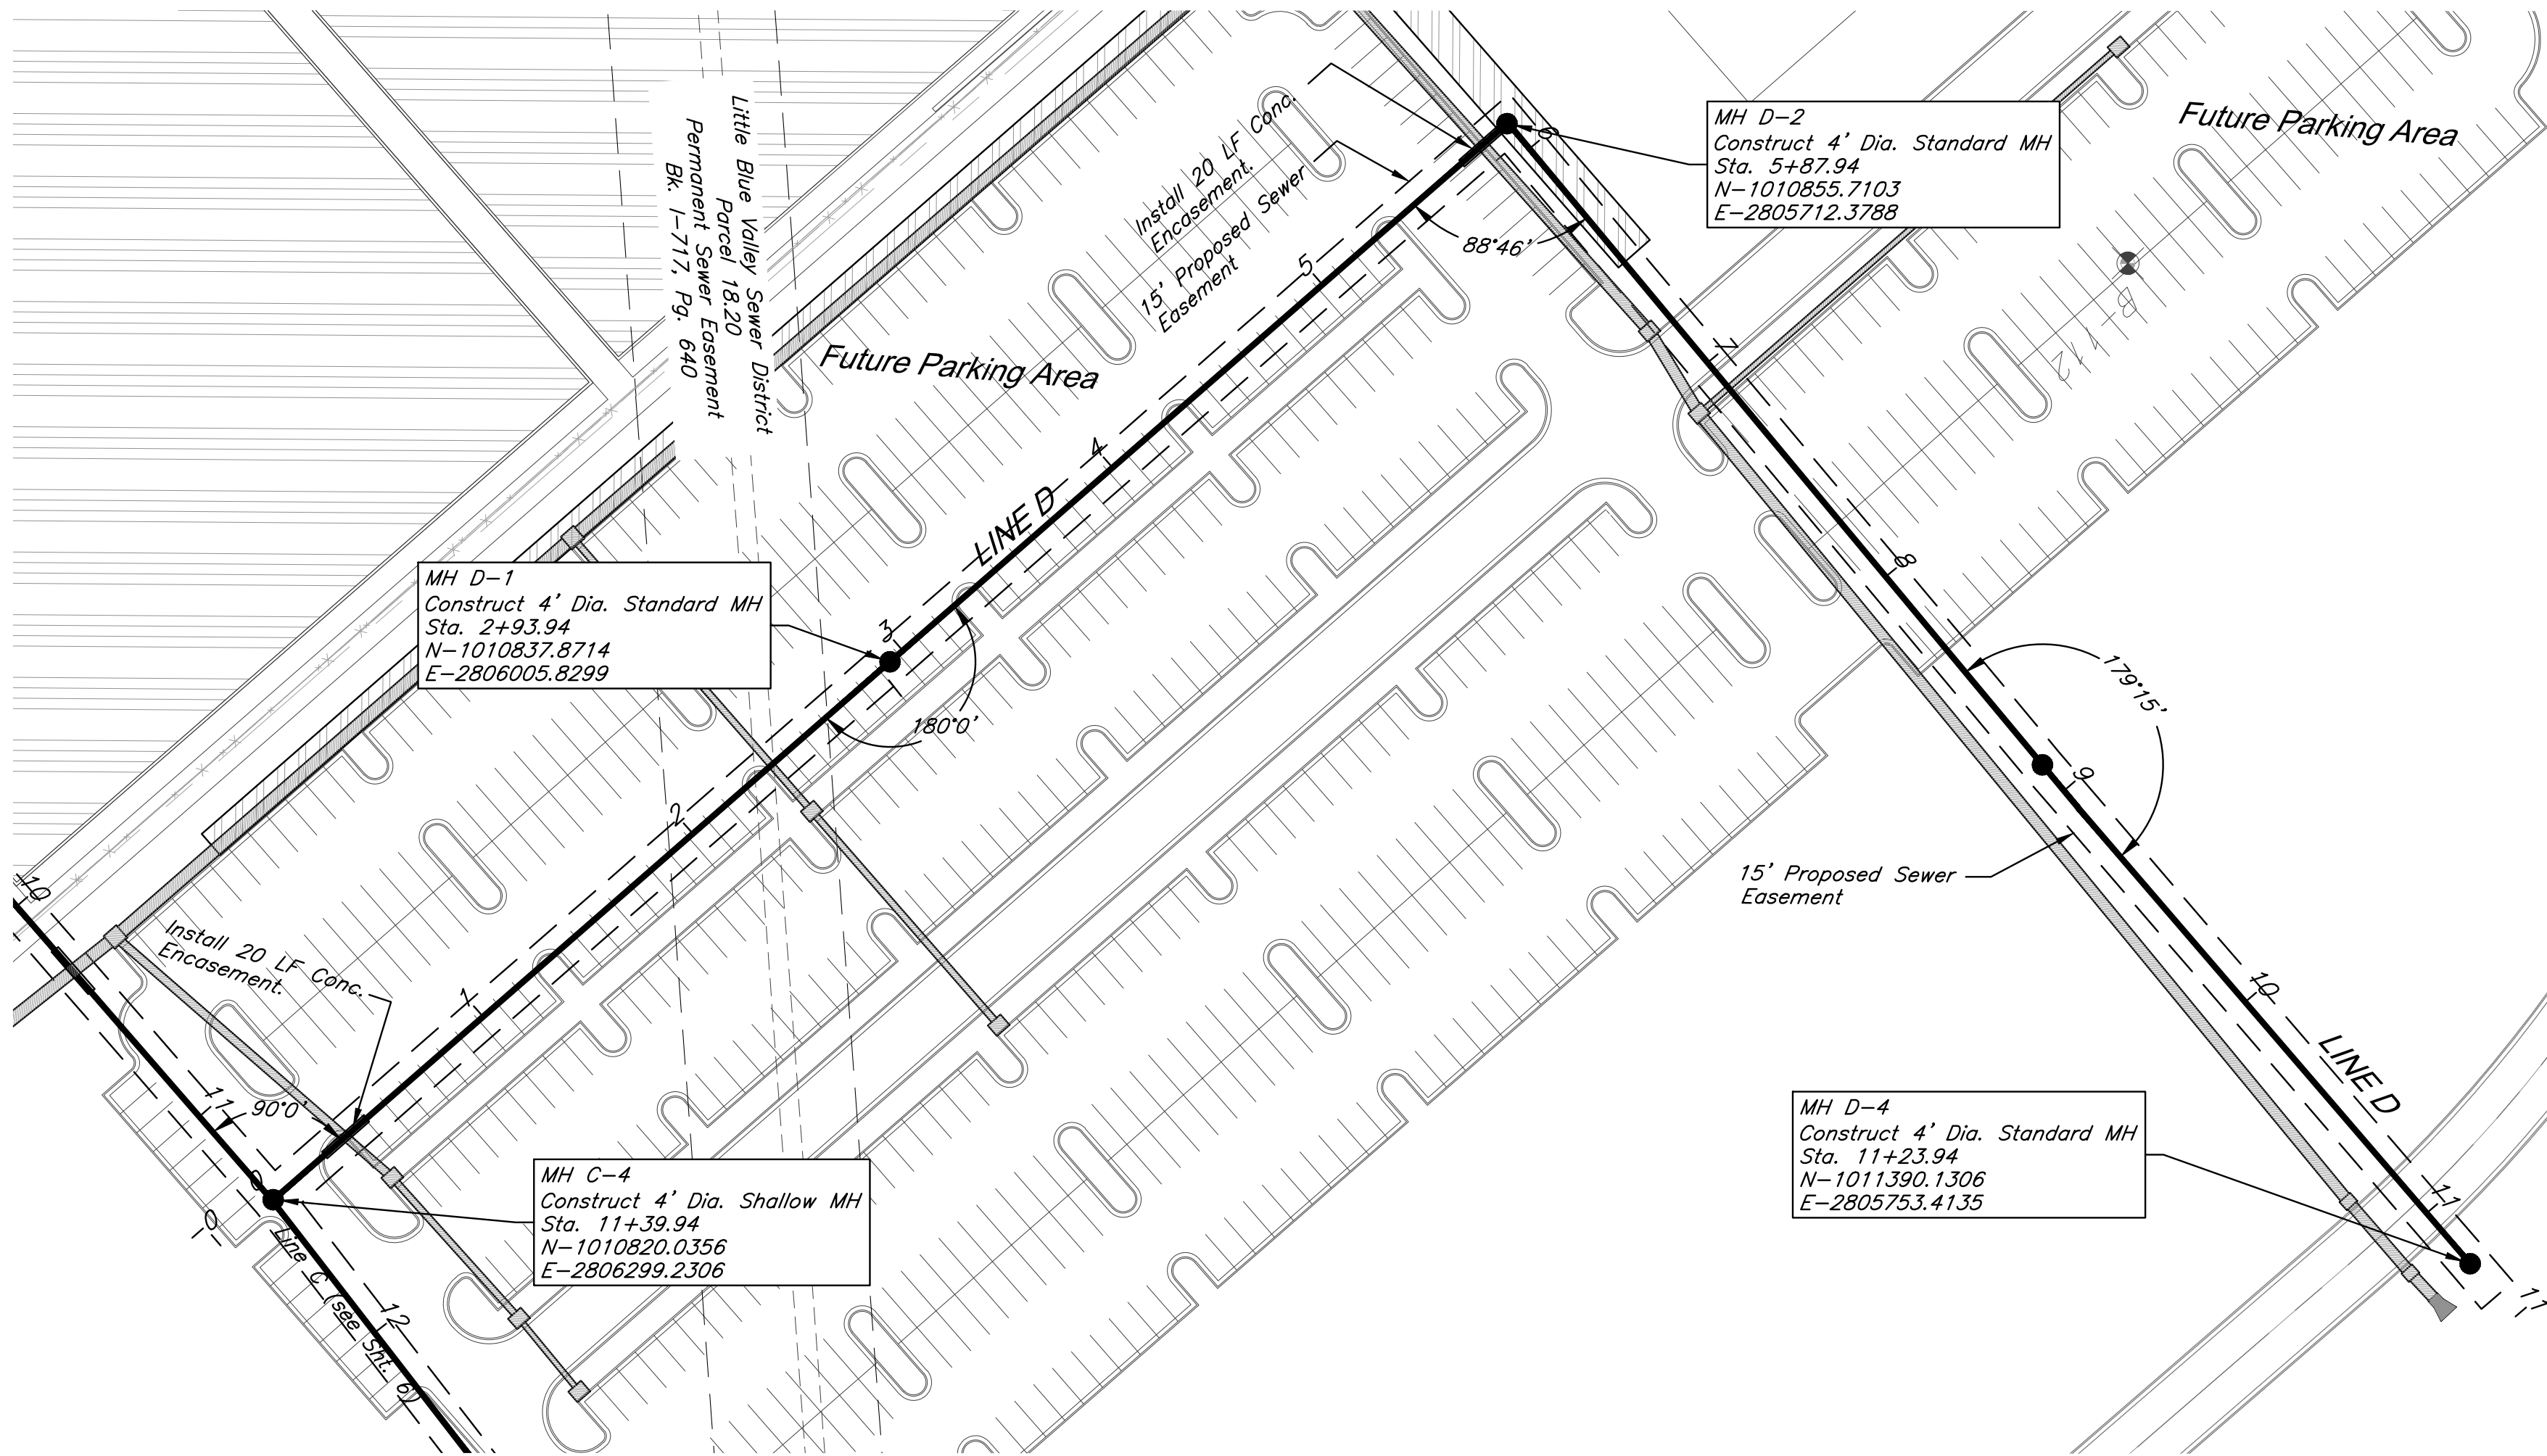 Little Blue Valley Sewer District
Parcel 18.20
Permanent Sewer Easement
Bk. I-717, Pg. 640
Install 20 LF Conc.
Encasement.
15' Proposed Sewer
Easement
MH D-2
Construct 4' Dia. Standard MH
Sta. 5+87.94
N-1010855.7103
E-2805712.3788
Future Parking Area
6
88°46'
5
B-112
7
Future Parking Area
4
LINE D
8
MH D-1
Construct 4' Dia. Standard MH
Sta. 2+93.94
N-1010837.8714
E-2806005.8299
3
180°0'
179°15'
9
2
15' Proposed Sewer
Easement
10
Install 20 LF Conc.
Encasement.
1
10
LINE D
11
90°0'
MH D-4
Construct 4' Dia. Standard MH
Sta. 11+23.94
N-1011390.1306
E-2805753.4135
0
MH C-4
Construct 4' Dia. Shallow MH
Sta. 11+39.94
N-1010820.0356
E-2806299.2306
0
11
11
Line C (see Sht. 6)
12